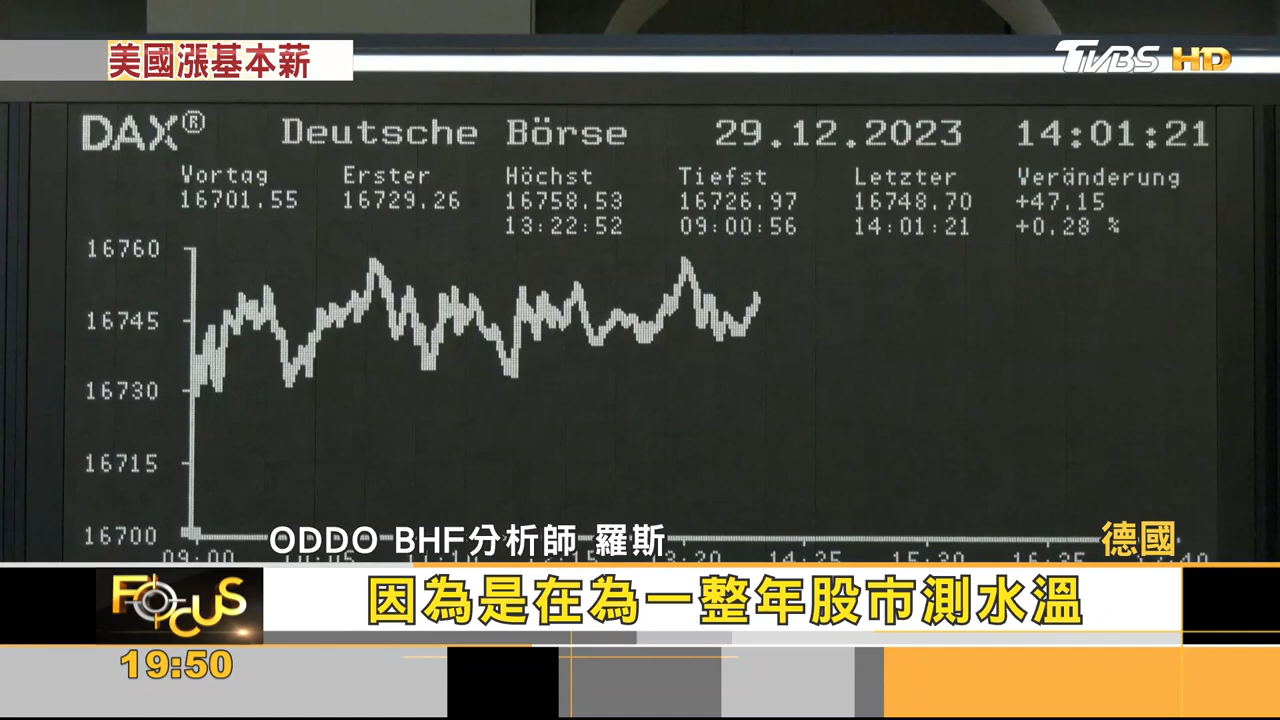 美國漲基本薪
TVBS HD
DAX® Deutsche Börse 29.12.2023 14:01:21
Vortag Erster Höchst Tiefst Letzter Veränderung
16701.55 16729.26 16758.53 16726.97 16748.70 +47.15
13:22:52 09:00:56 14:01:21 +0.28 %
16760
16745
16730
16715
16700
ODDO BHF分析師 羅斯
德國
FOCUS
因為是在為一整年股市測水溫
19:50